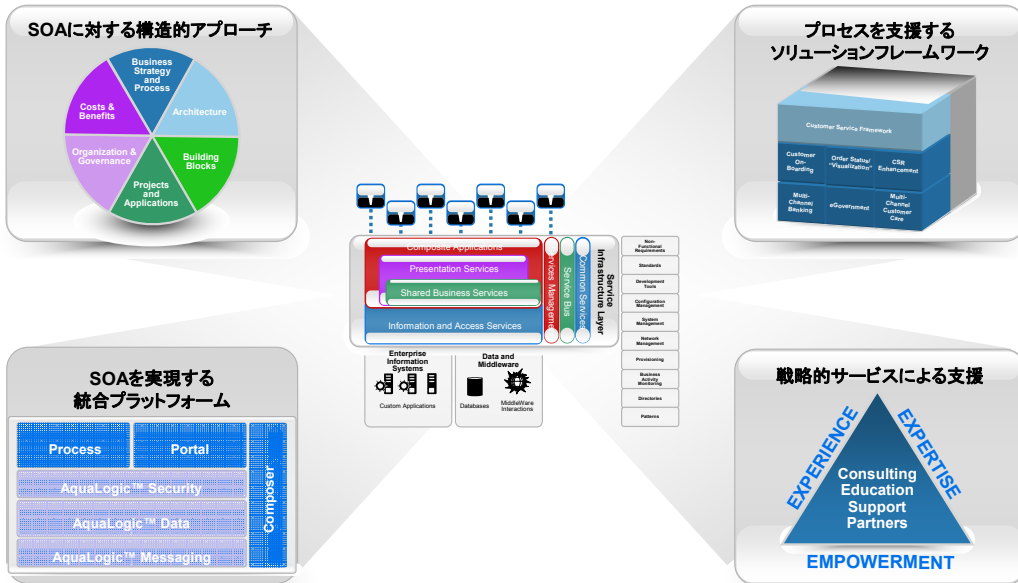 SOAに対する構造的アプローチ
Business
Strategy
and
Process
Architecture
Building
Blocks
Projects
and
Applications
Organization &
Governance
Costs &
Benefits
プロセスを支援する
ソリューションフレームワーク
Customer Service Framework
Customer
On-
Boarding
Order Status/
"Visualization"
CSR
Enhancement
Multi-
Channel
Banking
eGovernment
Multi-
Channel
Customer
Care
Composite Applications
Presentation Services
Shared Business Services
Information and Access Services
Services Management
Service Bus
Common Services
Service
Infrastructure Layer
Non-
Functional
Requirements
Standards
Development
Tools
Configuration
Management
System
Management
Network
Management
Provisioning
Business
Activity
Monitoring
Directories
Patterns
Enterprise
Information
Systems
Custom Applications
Data and
Middleware
Databases
MiddleWare
Interactions
SOAを実現する
統合プラットフォーム
Process
Portal
Composer
AquaLogic™ Security
AquaLogic™ Data
AquaLogic™ Messaging
戦略的サービスによる支援
EXPERIENCE
EXPERTISE
Consulting
Education
Support
Partners
EMPOWERMENT